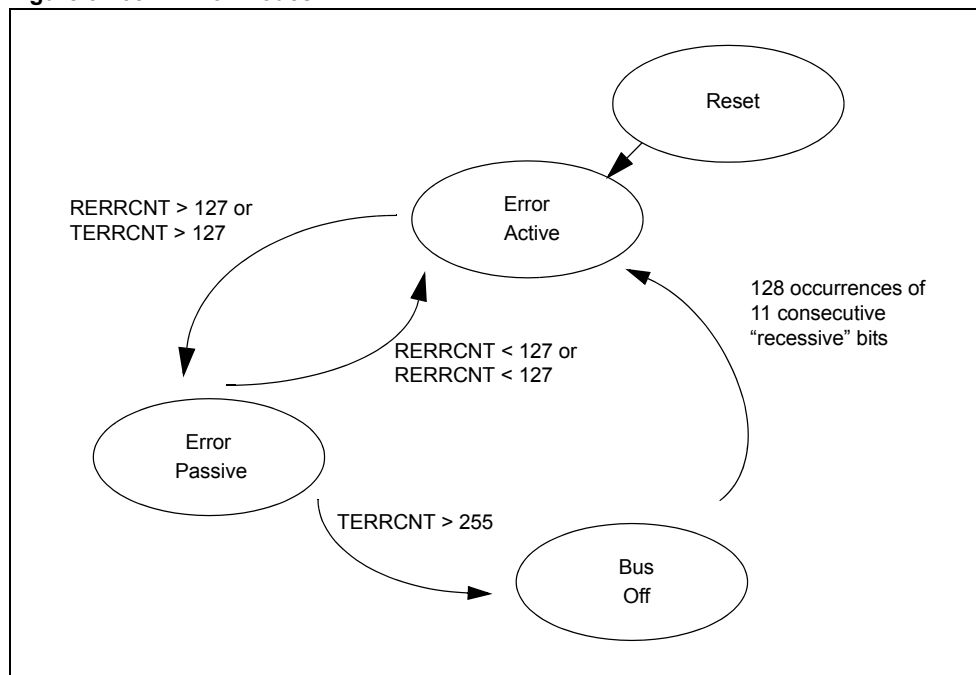 Reset
Error
Active
RERRCNT > 127 or
TERRCNT > 127
128 occurrences of
11 consecutive
“recessive” bits
RERRCNT < 127 or
RERRCNT < 127
Error
Passive
TERRCNT > 255
Bus
Off